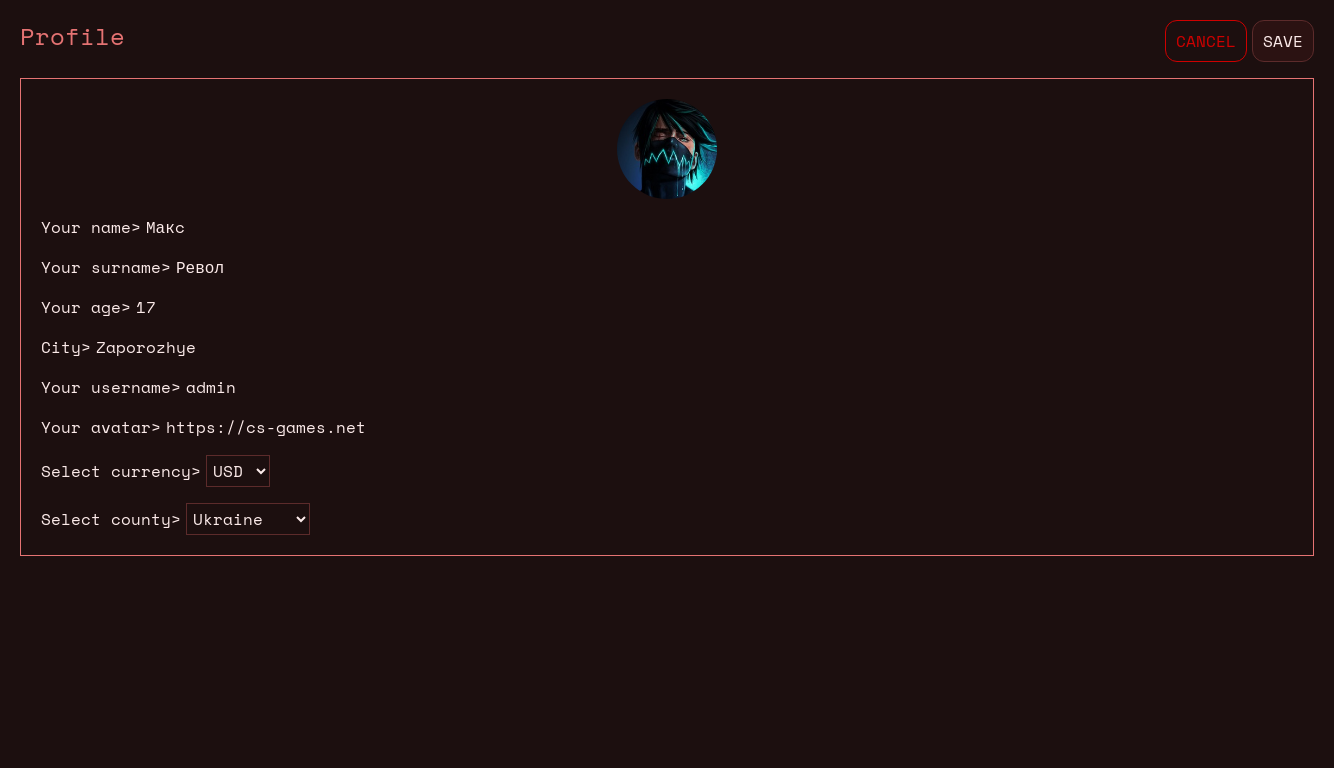 Profile
CANCEL SAVE
Your name> Макс
Your surname> Револ
Your age> 17
City> Zaporozhye
Your username> admin
Your avatar> https://cs-games.net
Select currency> USD
Select county> Ukraine